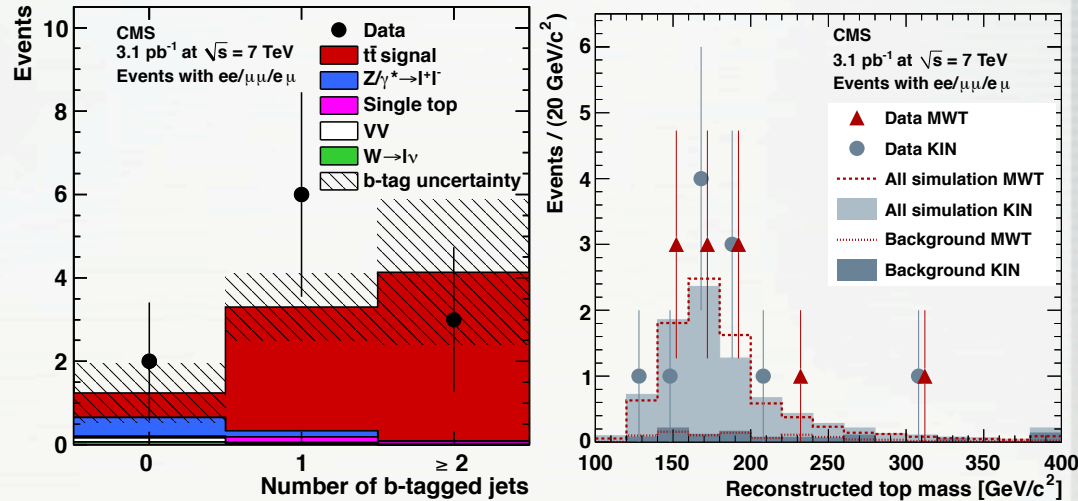 Events
10
8
6
4
2
0
CMS
3.1 pb⁻¹ at √s = 7 TeV
Events with ee/μμ/e μ
Data
tt̄ signal
Z/γ*→l⁺l⁻
Single top
VV
W→lν
b-tag uncertainty
0 1 ≥ 2
Number of b-tagged jets
Events / (20 GeV/c²)
6
5
4
3
2
1
0
CMS
3.1 pb⁻¹ at √s = 7 TeV
Events with ee/μμ/e μ
Data MWT
Data KIN
All simulation MWT
All simulation KIN
Background MWT
Background KIN
100 150 200 250 300 350 400
Reconstructed top mass [GeV/c²]